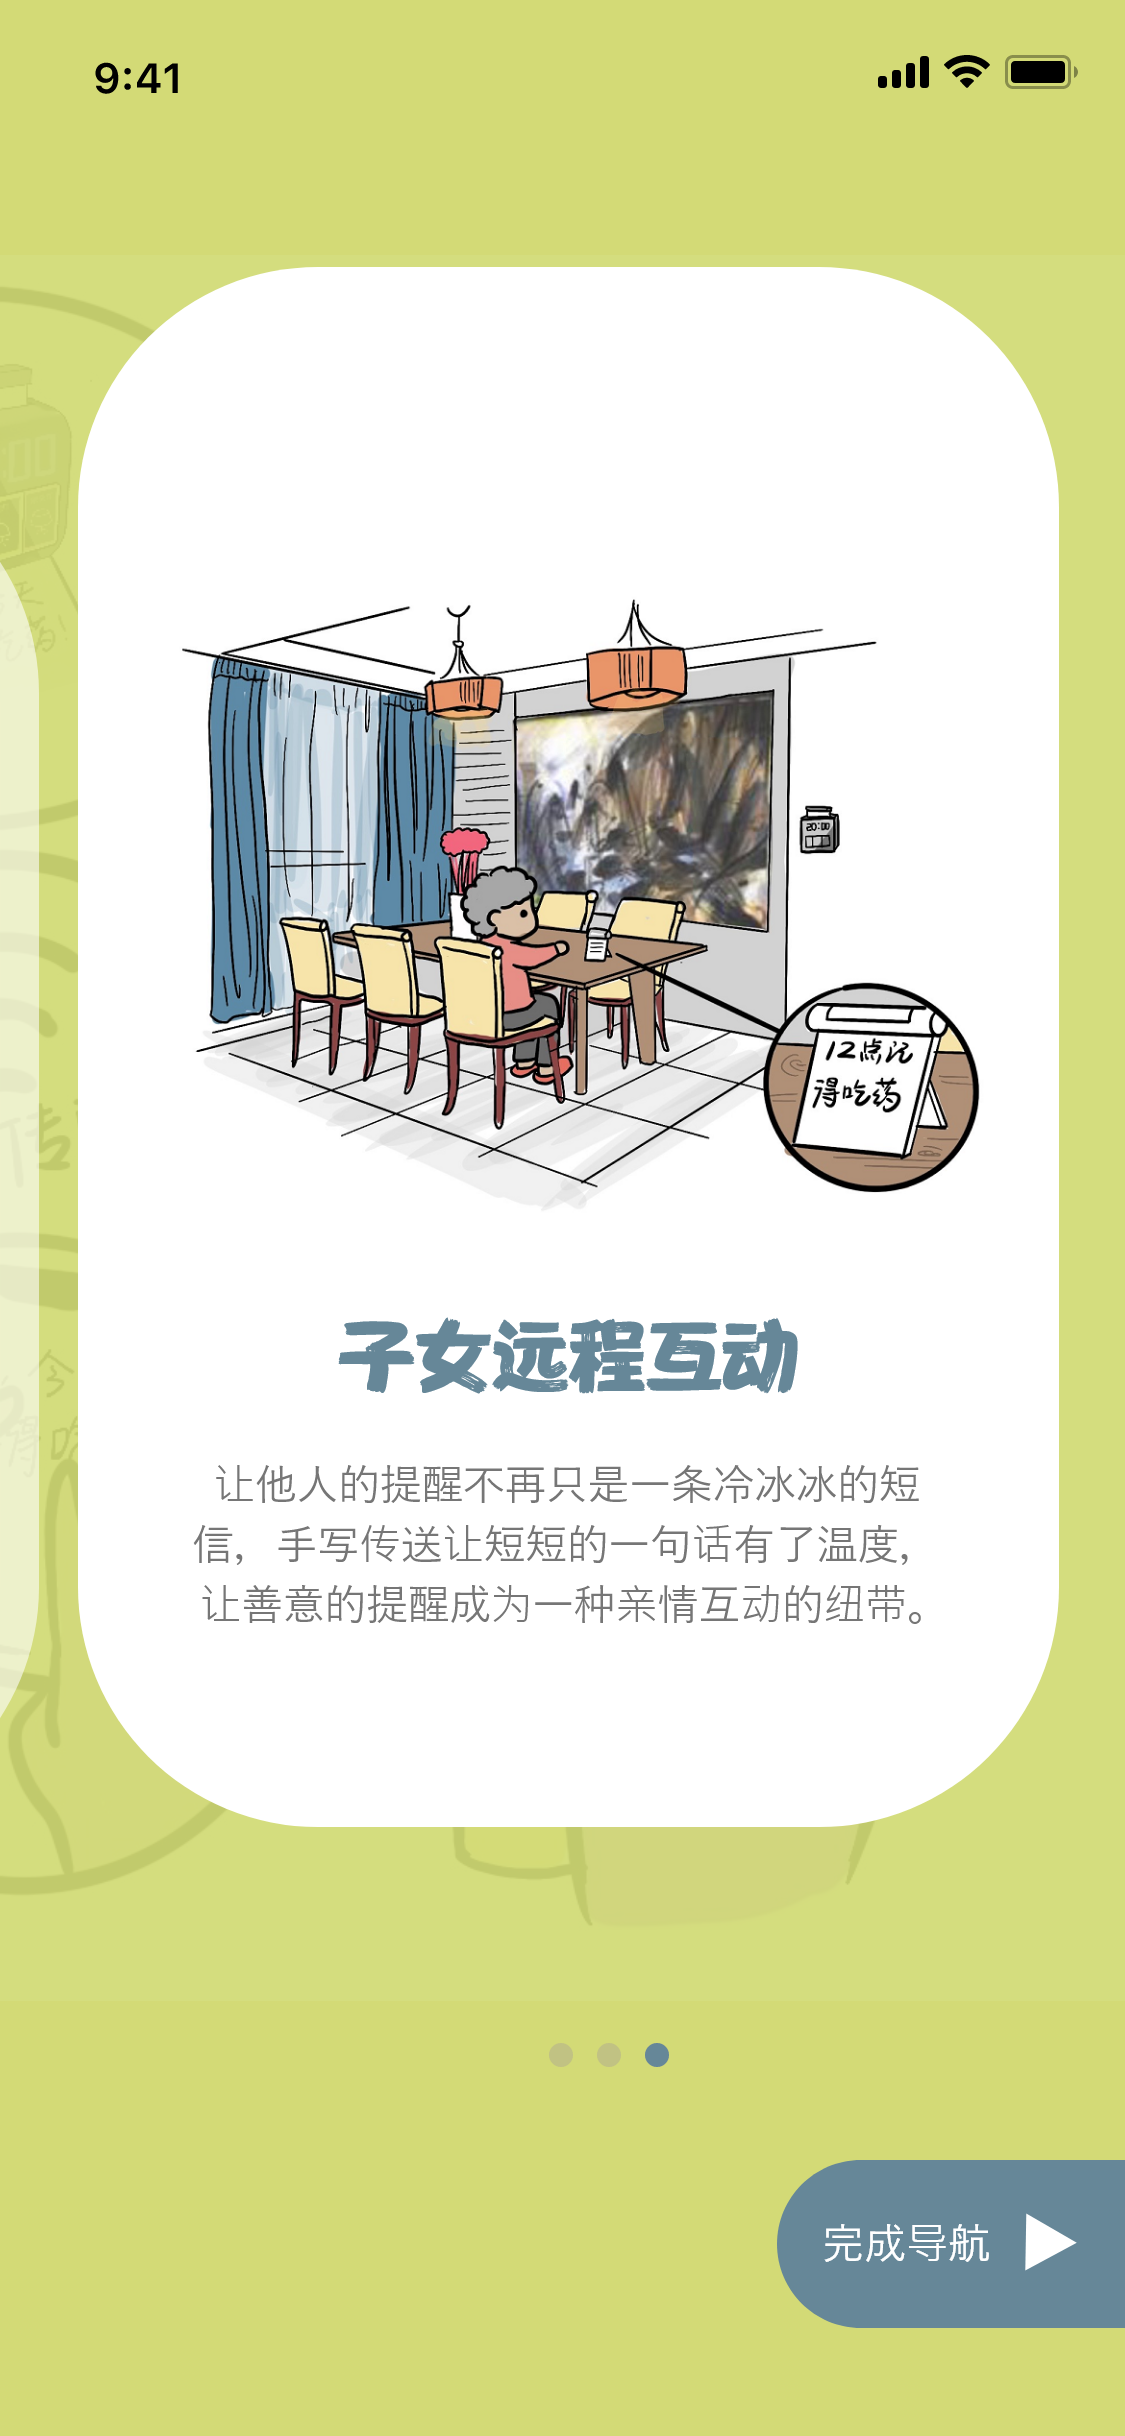 9:41
20:00
12点记
得吃药
子女远程互动
让他人的提醒不再只是一条冷冰冰的短
信，手写传送让短短的一句话有了温度，
让善意的提醒成为一种亲情互动的纽带。
完成导航